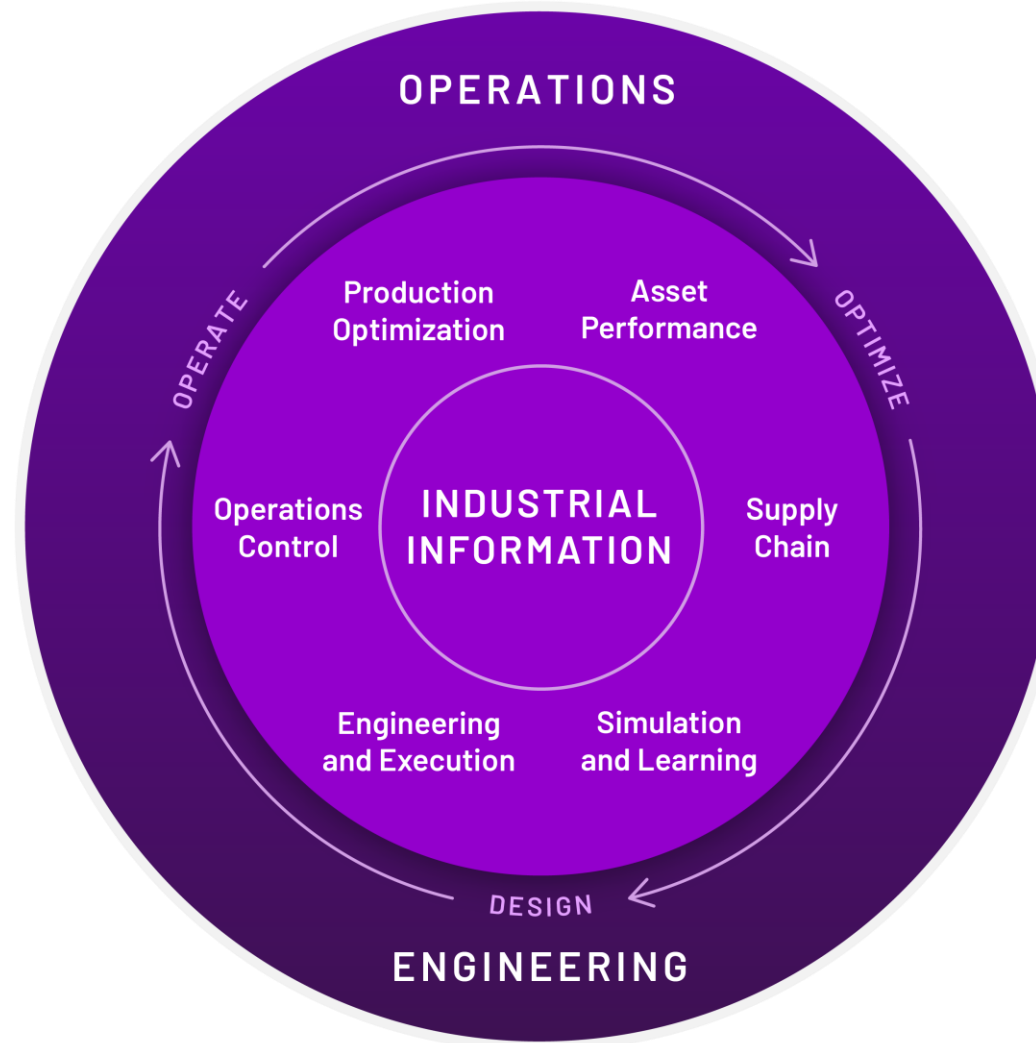 OPERATIONS
OPERATE
OPTIMIZE
Production
Optimization
Asset
Performance
Operations
Control
INDUSTRIAL
INFORMATION
Supply
Chain
Engineering
and Execution
Simulation
and Learning
DESIGN
ENGINEERING